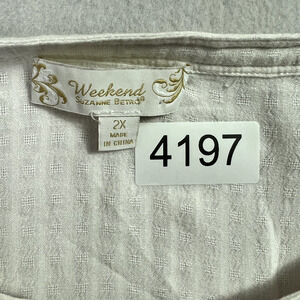 Weekend
SUZANNE BETRO®
2X
MADE
IN CHINA
4197